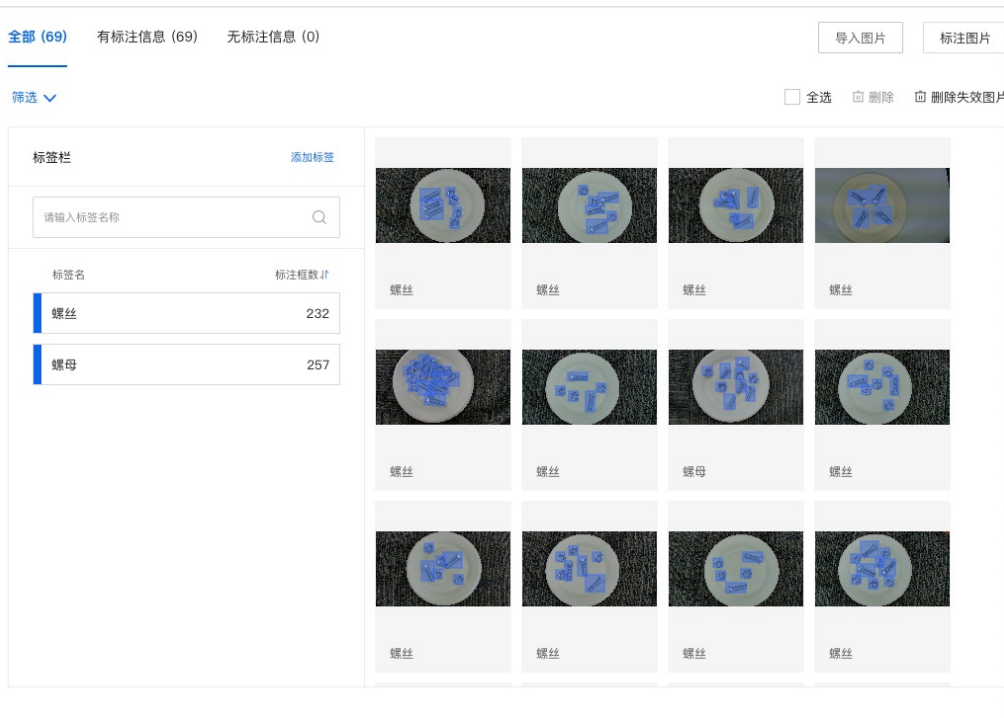 全部 (69) 有标注信息 (69) 无标注信息 (0) 导入图片 标注图片
筛选 全选 删除 删除失效图片
标签栏 添加标签
请输入标签名称
标签名 标注框数
螺丝 232
螺母 257
螺丝 螺丝 螺丝 螺丝
螺丝 螺丝 螺母 螺丝
螺丝 螺丝 螺丝 螺丝